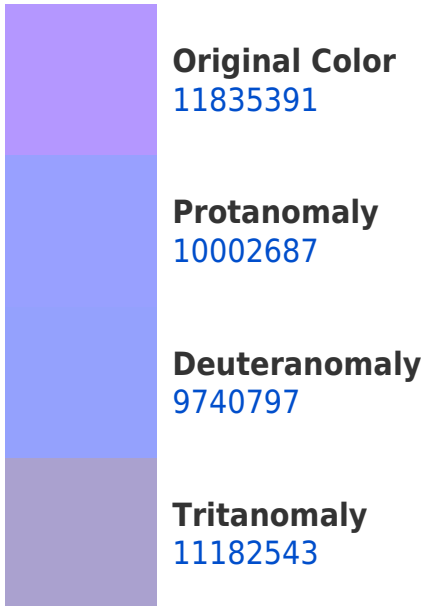 Original Color
11835391
Protanomaly
10002687
Deuteranomaly
9740797
Tritanomaly
11182543